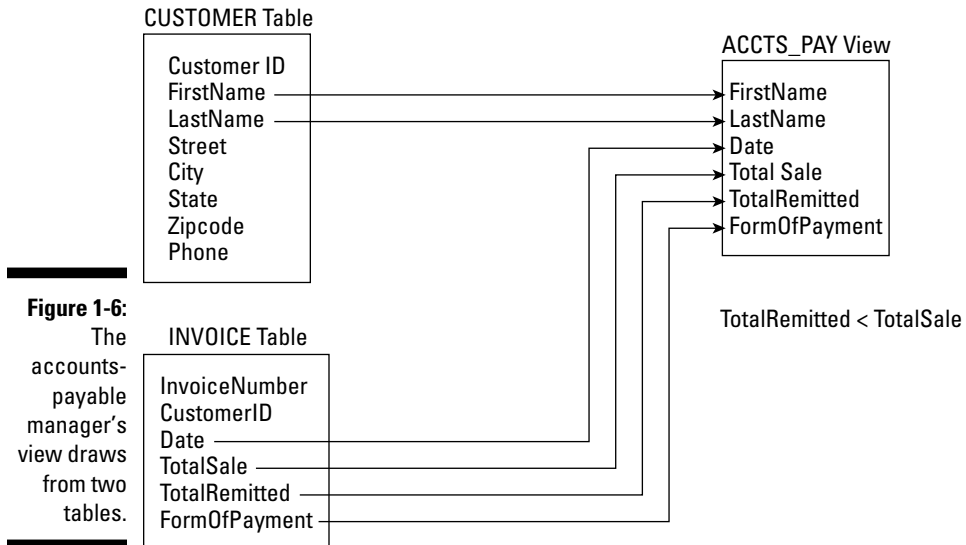 CUSTOMER Table
Customer ID
FirstName
LastName
Street
City
State
Zipcode
Phone
ACCTS_PAY View
FirstName
LastName
Date
Total Sale
TotalRemitted
FormOfPayment
TotalRemitted < TotalSale
Figure 1-6:
The
accounts-
payable
manager's
view draws
from two
tables.
INVOICE Table
InvoiceNumber
CustomerID
Date
TotalSale
TotalRemitted
FormOfPayment